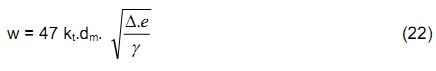 w = 47 kₜ.dₘ. √(Δ.e/γ) (22)